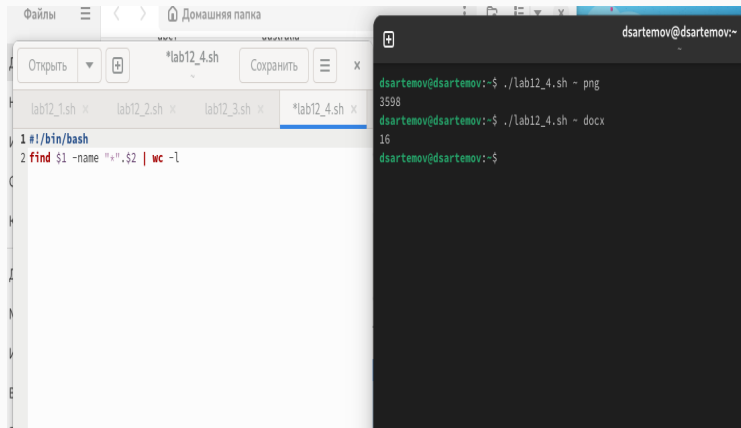 Файлы
Домашняя папка
Открыть
*lab12_4.sh
Сохранить
lab12_1.sh ×
lab12_2.sh ×
lab12_3.sh ×
*lab12_4.sh ×
1 #!/bin/bash
2 find $1 -name "*".$2 | wc -l
dsartemov@dsartemov:~
~
dsartemov@dsartemov:~$ ./lab12_4.sh ~ png
3598
dsartemov@dsartemov:~$ ./lab12_4.sh ~ docx
16
dsartemov@dsartemov:~$